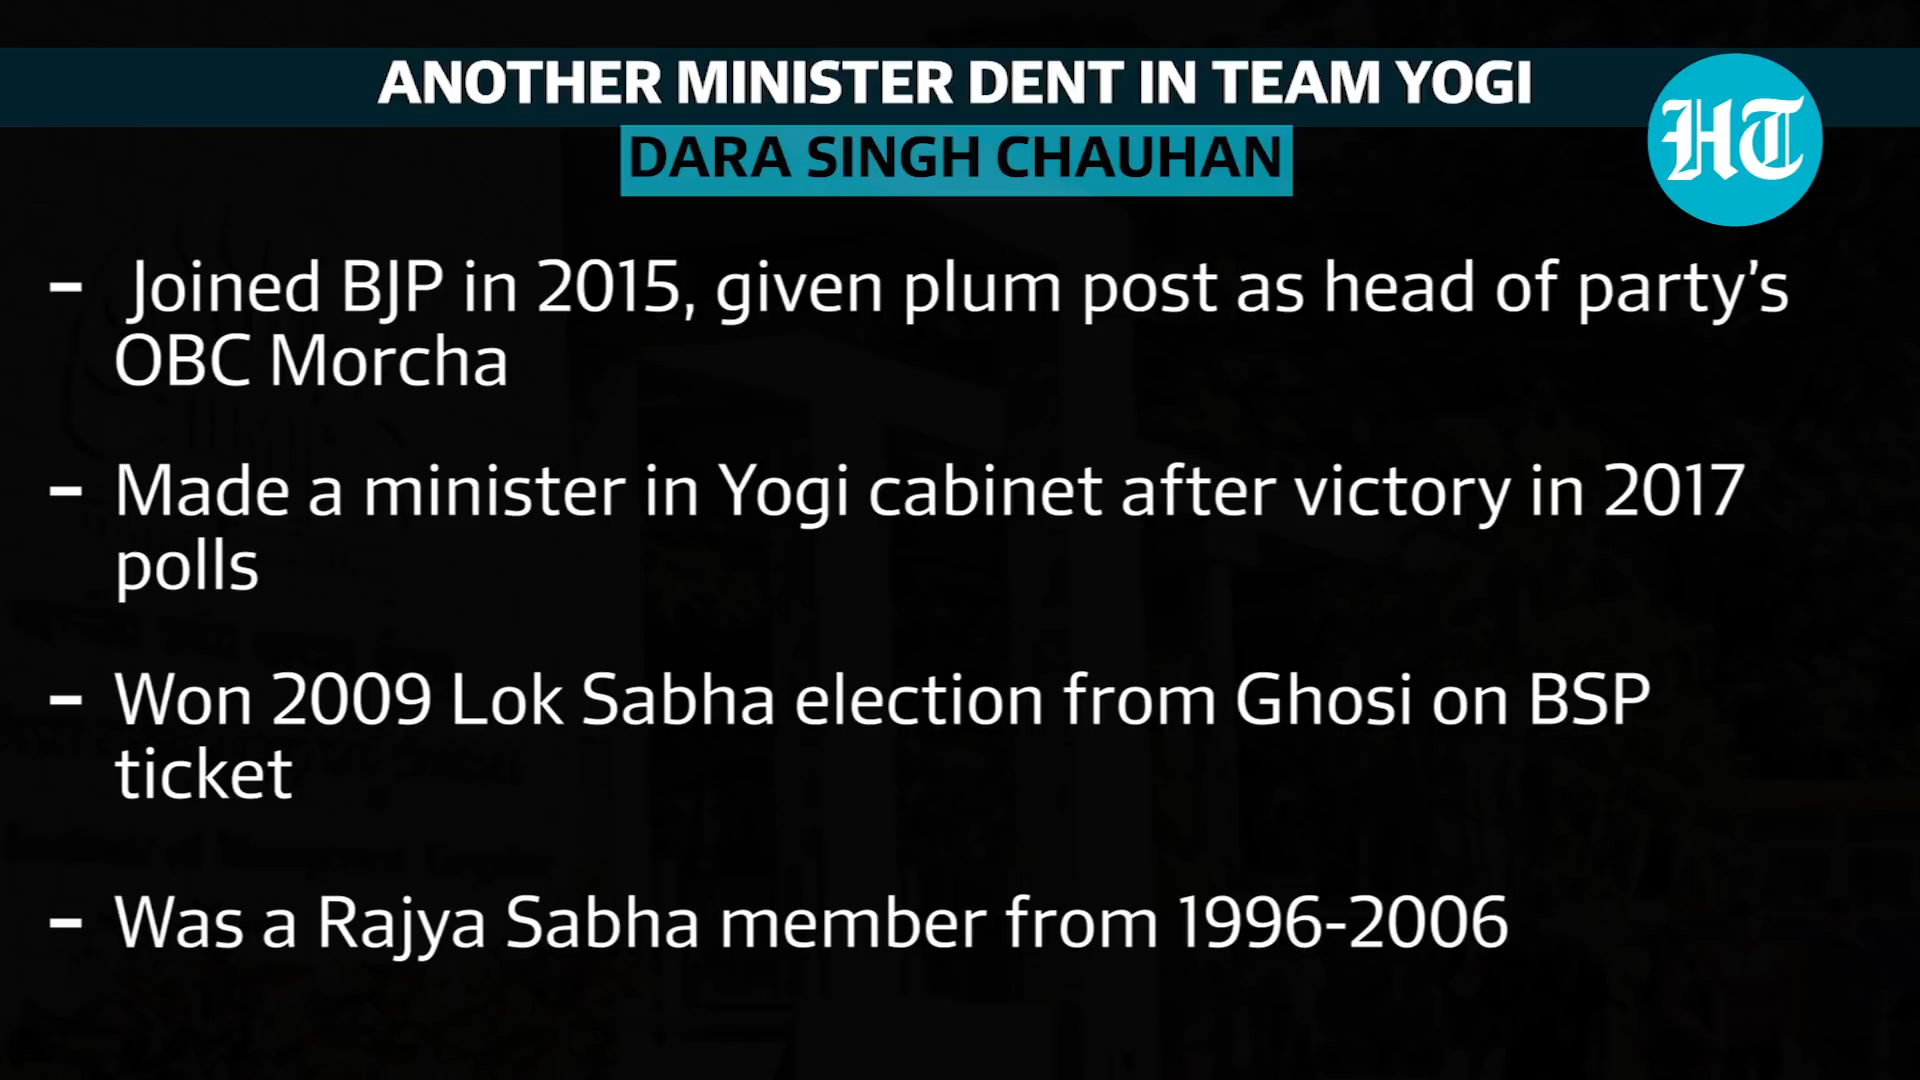 ANOTHER MINISTER DENT IN TEAM YOGI
HT
DARA SINGH CHAUHAN
- Joined BJP in 2015, given plum post as head of party’s
OBC Morcha
- Made a minister in Yogi cabinet after victory in 2017
polls
- Won 2009 Lok Sabha election from Ghosi on BSP
ticket
- Was a Rajya Sabha member from 1996-2006